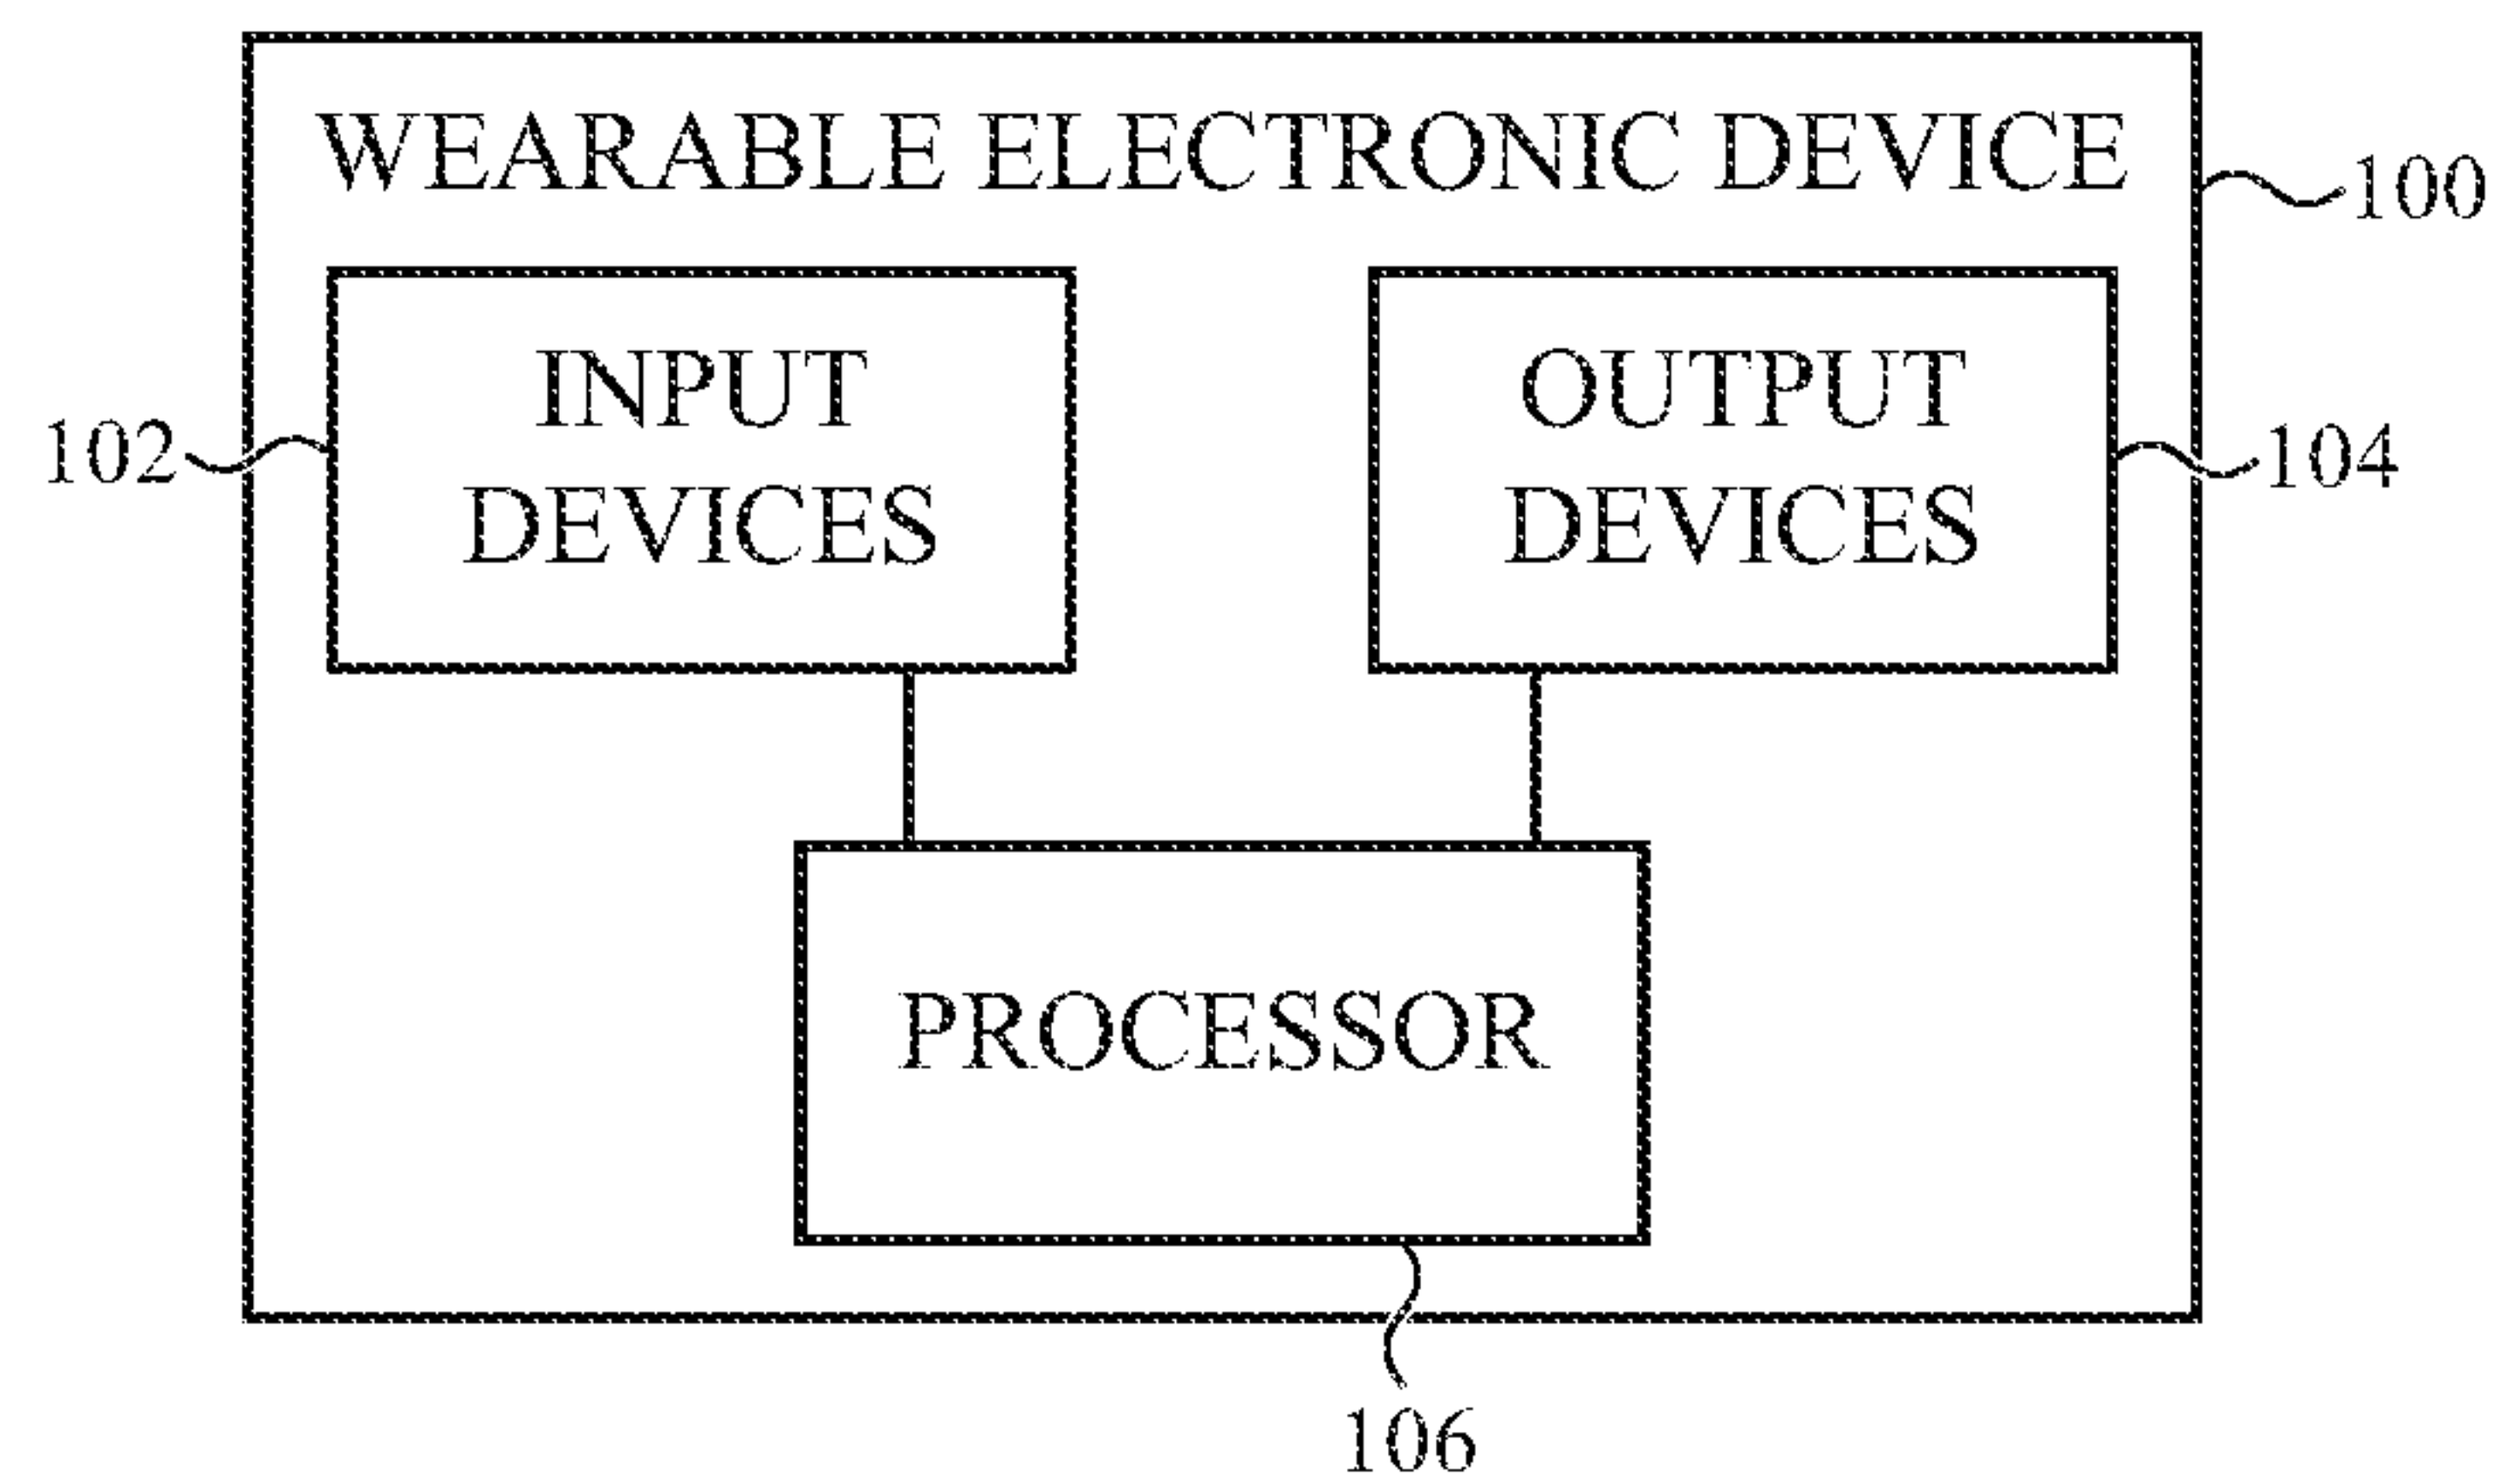 WEARABLE ELECTRONIC DEVICE
100
INPUT
DEVICES
102
OUTPUT
DEVICES
104
PROCESSOR
106